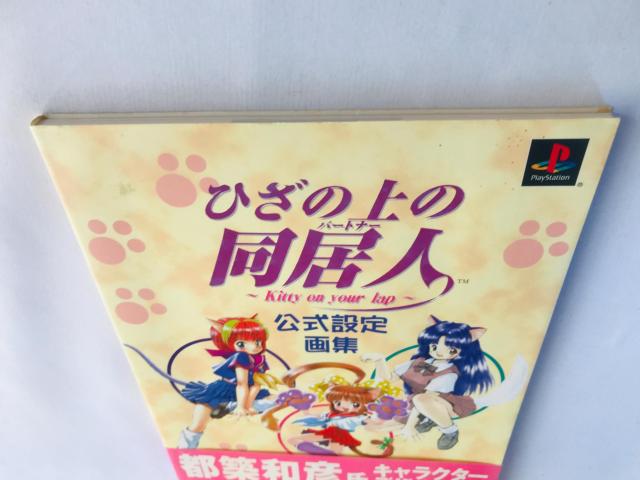 PlayStation
®
ひざの上の
パートナー
同居人
™
～Kitty on your lap～
公式設定
画集
都築和彦氏キャラクター